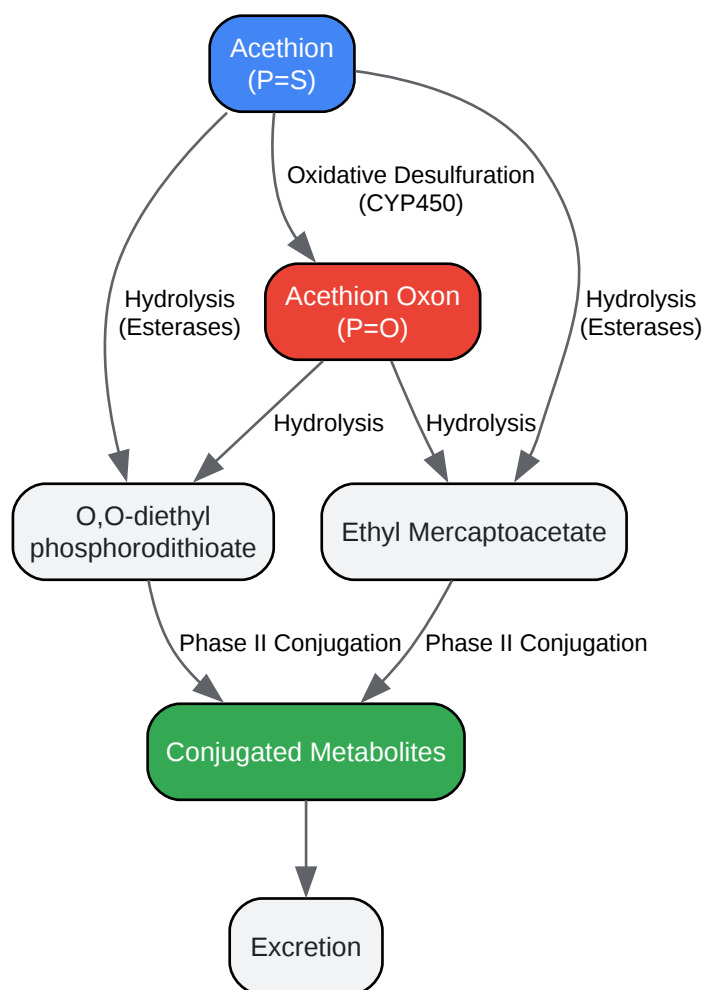 Acethion
(P=S)
Oxidative Desulfuration
(CYP450)
Hydrolysis
(Esterases)
Acethion Oxon
(P=O)
Hydrolysis
(Esterases)
Hydrolysis
Hydrolysis
O,O-diethyl
phosphorodithioate
Ethyl Mercaptoacetate
Phase II Conjugation
Phase II Conjugation
Conjugated Metabolites
Excretion